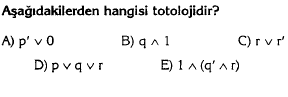 Aşağıdakilerden hangisi totolojidir?
A) p′ ∨ 0 B) q ∧ 1 C) r ∨ r′
D) p ∨ q ∨ r E) 1 ∧ (q′ ∧ r)